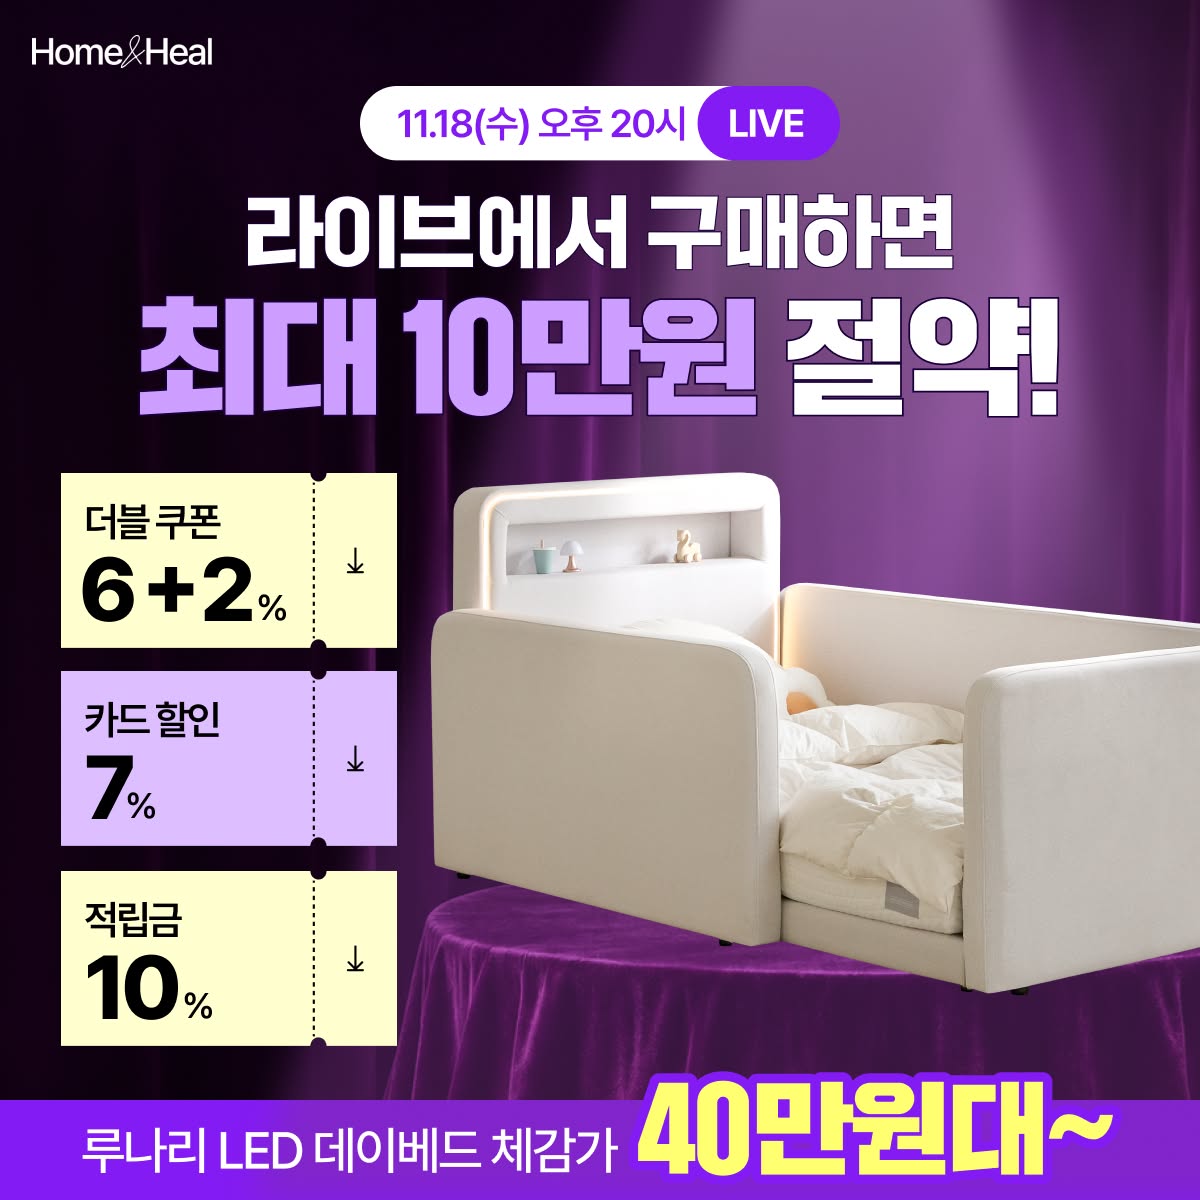 Home&Heal
11.18(수) 오후 20시 LIVE
라이브에서 구매하면
최대 10만원 절약!
더블 쿠폰
6+2%
카드 할인
7%
적립금
10%
루나리 LED 데이베드 체감가 40만원대~